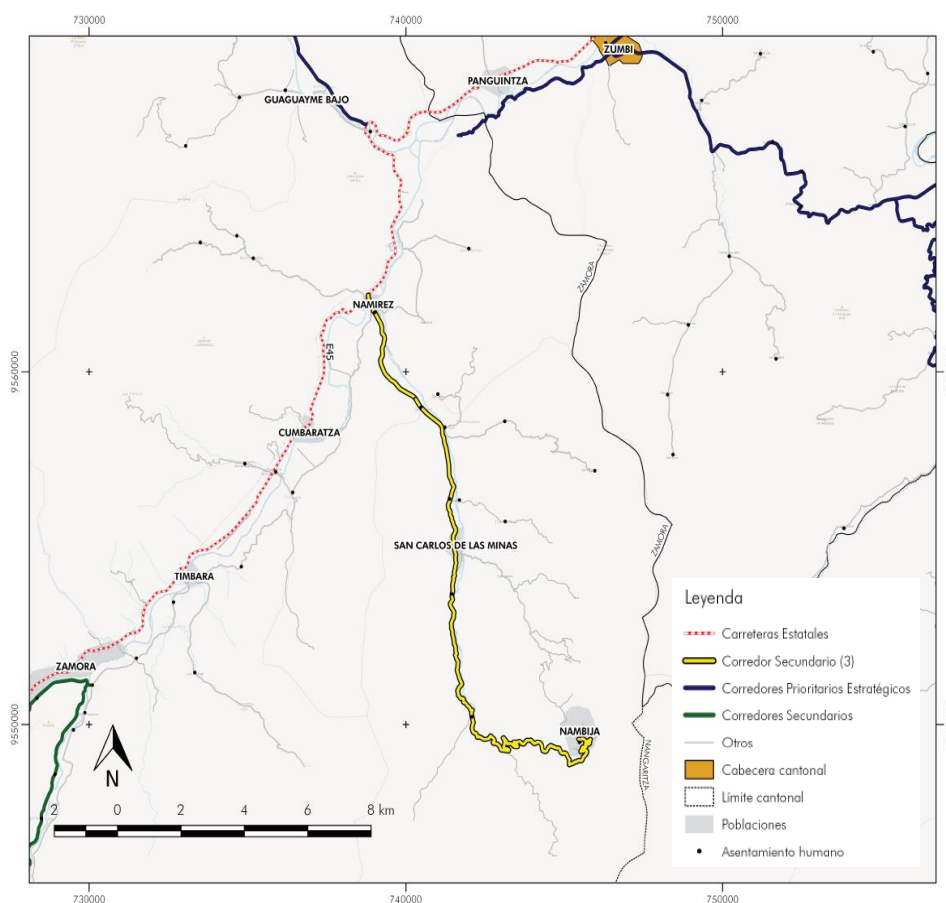 730000
740000
750000
ZUMBI
PANGUINTZA
GUAGUAYME BAJO
ZAMORA
NAMIREZ
E45
9560000
9560000
CUMBARATZA
SAN CARLOS DE LAS MINAS
ZAMORA
TIMBARA
ZAMORA
NAMBIJA
NANGARITZA
9550000
N
2 0 2 4 6 8 km
Leyenda
Carreteras Estatales
Corredor Secundario (3)
Corredores Prioritarios Estratégicos
Corredores Secundarios
Otros
Cabecera cantonal
Límite cantonal
Poblaciones
Asentamiento humano
730000
740000
750000